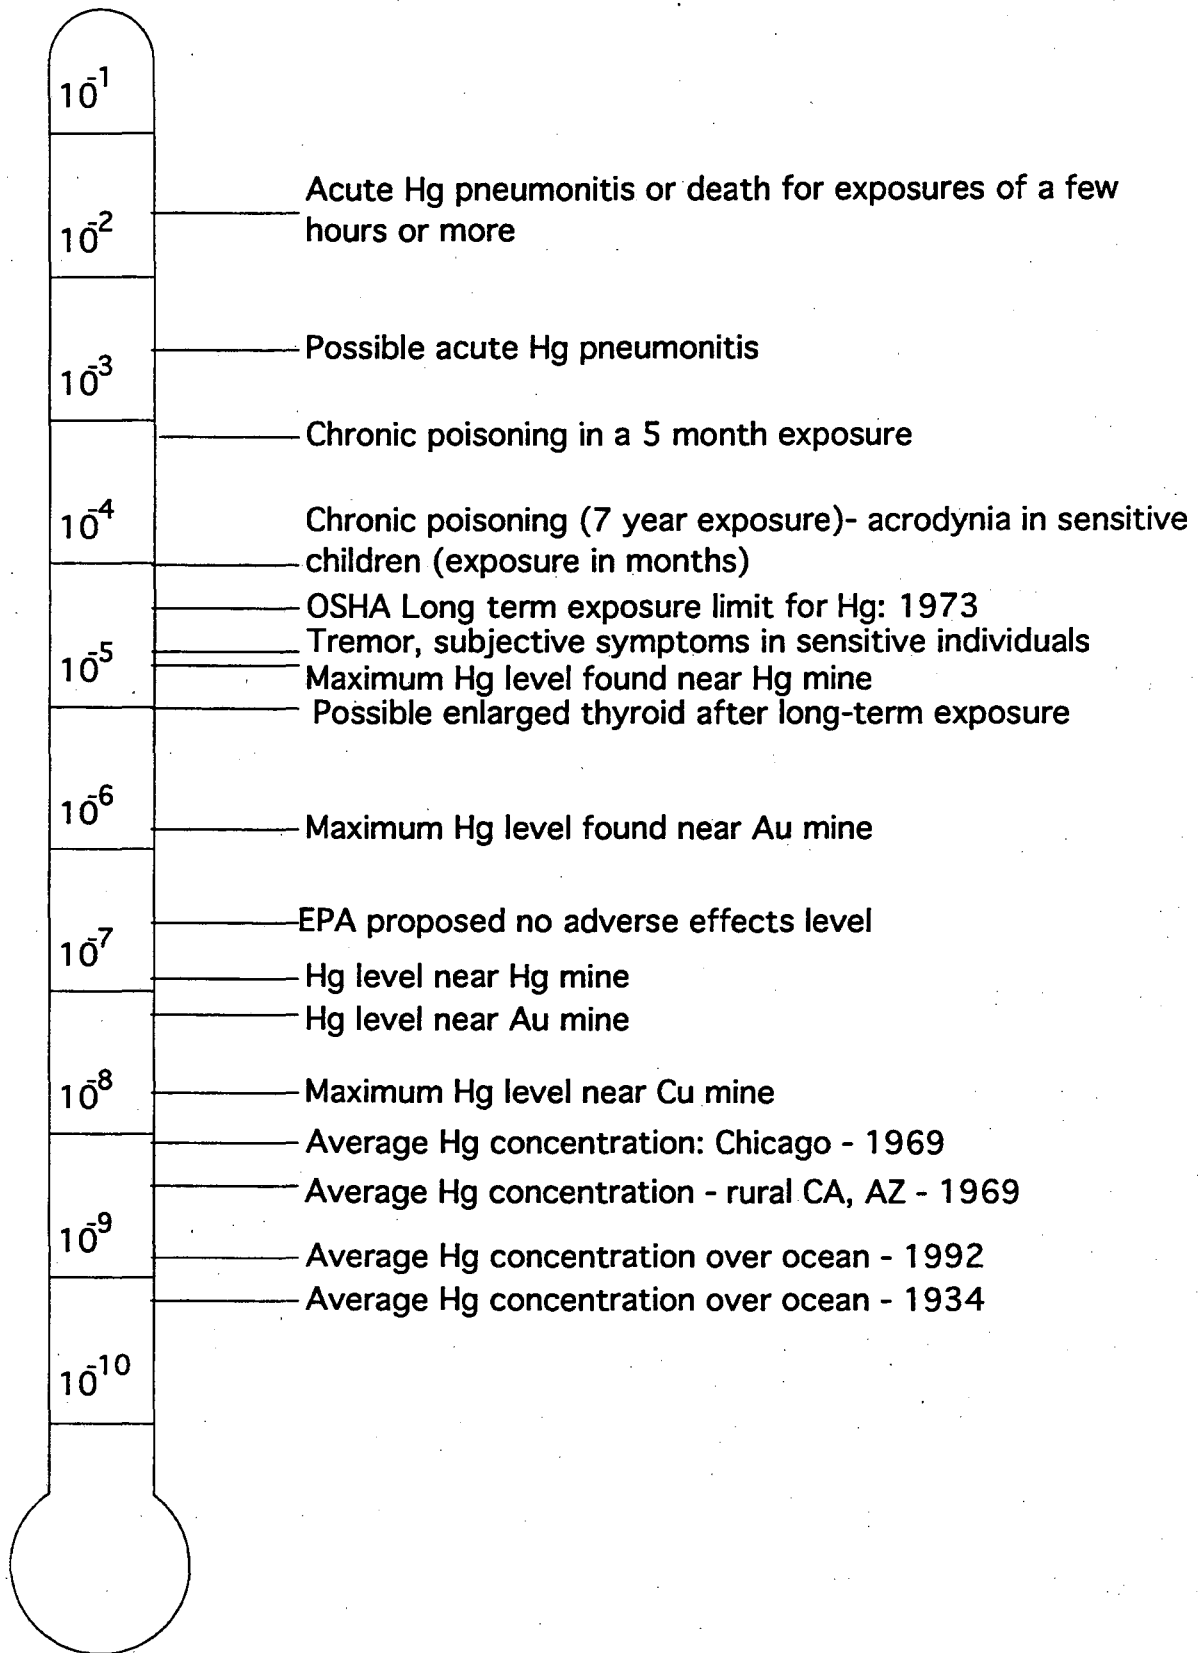 10⁻¹
Acute Hg pneumonitis or death for exposures of a few
10⁻²
hours or more
Possible acute Hg pneumonitis
10⁻³
Chronic poisoning in a 5 month exposure
10⁻⁴
Chronic poisoning (7 year exposure)- acrodynia in sensitive
children (exposure in months)
OSHA Long term exposure limit for Hg: 1973
Tremor, subjective symptoms in sensitive individuals
10⁻⁵
Maximum Hg level found near Hg mine
Possible enlarged thyroid after long-term exposure
10⁻⁶
Maximum Hg level found near Au mine
EPA proposed no adverse effects level
10⁻⁷
Hg level near Hg mine
Hg level near Au mine
10⁻⁸
Maximum Hg level near Cu mine
Average Hg concentration: Chicago - 1969
Average Hg concentration - rural CA, AZ - 1969
10⁻⁹
Average Hg concentration over ocean - 1992
Average Hg concentration over ocean - 1934
10⁻¹⁰